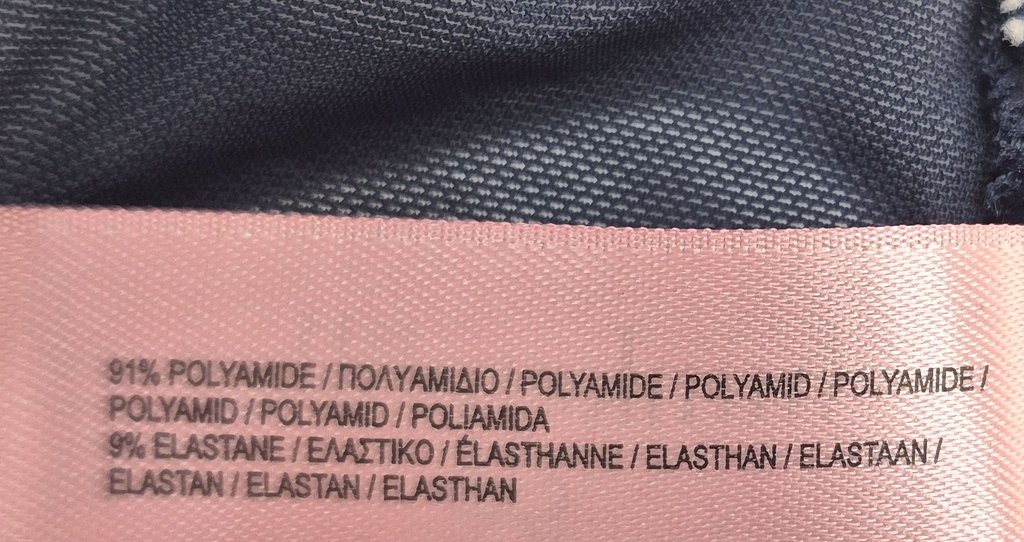 91% POLYAMIDE / ΠΟΛΥΑΜΙΔΙΟ / POLYAMIDE / POLYAMID / POLYAMIDE /
POLYAMID / POLYAMID / POLIAMIDA
9% ELASTANE / ΕΛΑΣΤΙΚΟ / ÉLASTHANNE / ELASTHAN / ELASTAAN /
ELASTAN / ELASTAN / ELASTHAN